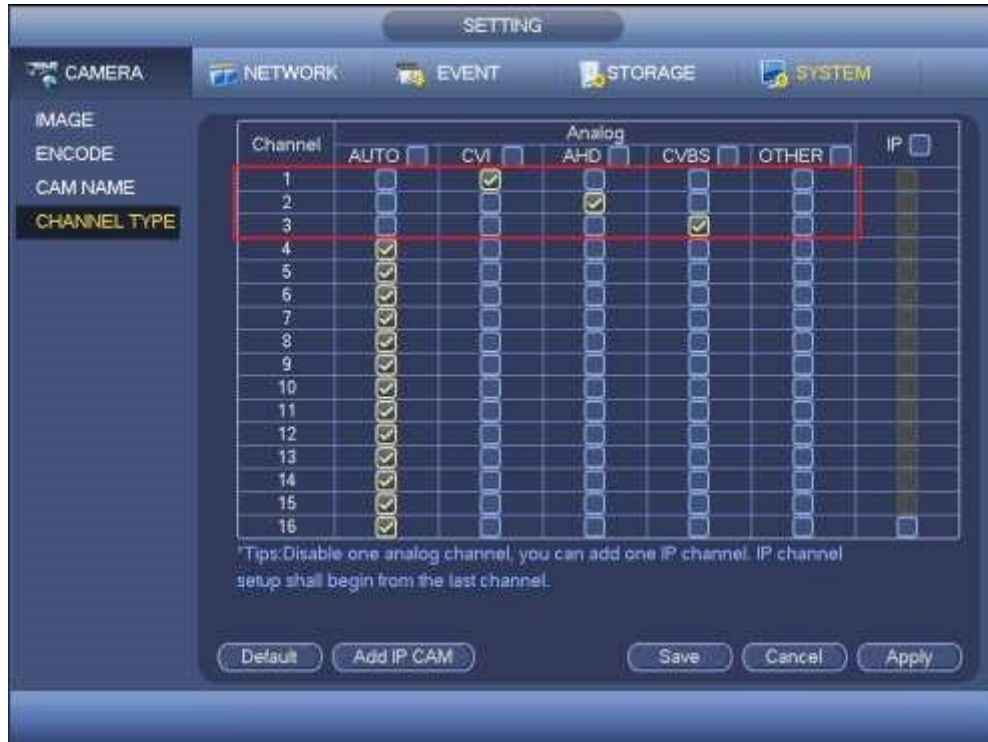 SETTING
CAMERA NETWORK EVENT STORAGE SYSTEM
IMAGE
ENCODE
CAM NAME
CHANNEL TYPE
Channel Analog IP
AUTO CVI AHD CVBS OTHER
1
2
3
4
5
6
7
8
9
10
11
12
13
14
15
16
*Tips:Disable one analog channel, you can add one IP channel. IP channel
setup shall begin from the last channel.
Default Add IP CAM Save Cancel Apply